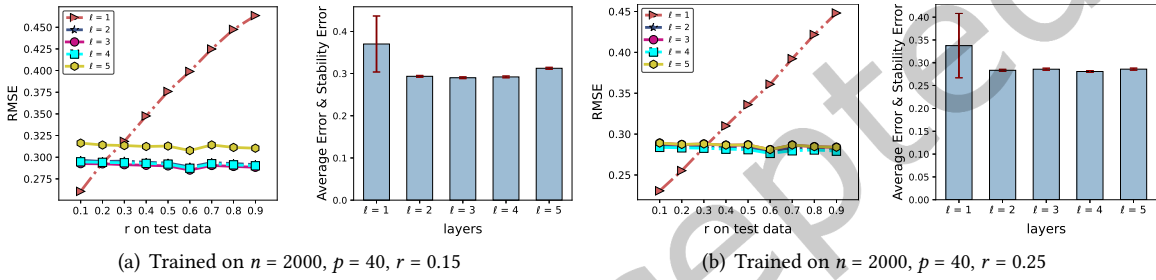 0.450
0.425
0.400
0.375
0.350
0.325
0.300
0.275
RMSE
ℓ = 1
ℓ = 2
ℓ = 3
ℓ = 4
ℓ = 5
0.1 0.2 0.3 0.4 0.5 0.6 0.7 0.8 0.9
r on test data
Average Error & Stability Error
0.4
0.3
0.2
0.1
0.0
ℓ = 1 ℓ = 2 ℓ = 3 ℓ = 4 ℓ = 5
layers
(a) Trained on n = 2000, p = 40, r = 0.15
0.45
0.40
0.35
0.30
0.25
RMSE
ℓ = 1
ℓ = 2
ℓ = 3
ℓ = 4
ℓ = 5
0.1 0.2 0.3 0.4 0.5 0.6 0.7 0.8 0.9
r on test data
Average Error & Stability Error
0.40
0.35
0.30
0.25
0.20
0.15
0.10
0.05
0.00
ℓ = 1 ℓ = 2 ℓ = 3 ℓ = 4 ℓ = 5
layers
(b) Trained on n = 2000, p = 40, r = 0.25